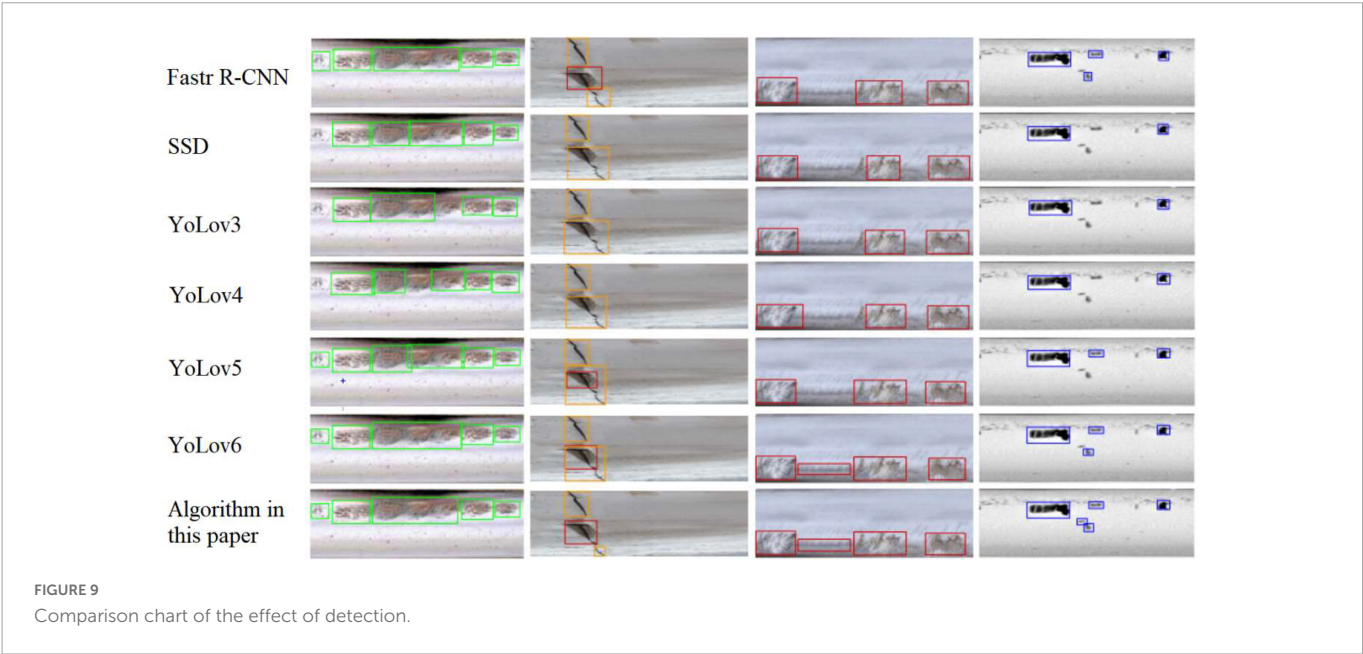 Fastr R-CNN
SSD
YoLov3
YoLov4
YoLov5
YoLov6
Algorithm in
this paper
FIGURE 9
Comparison chart of the effect of detection.